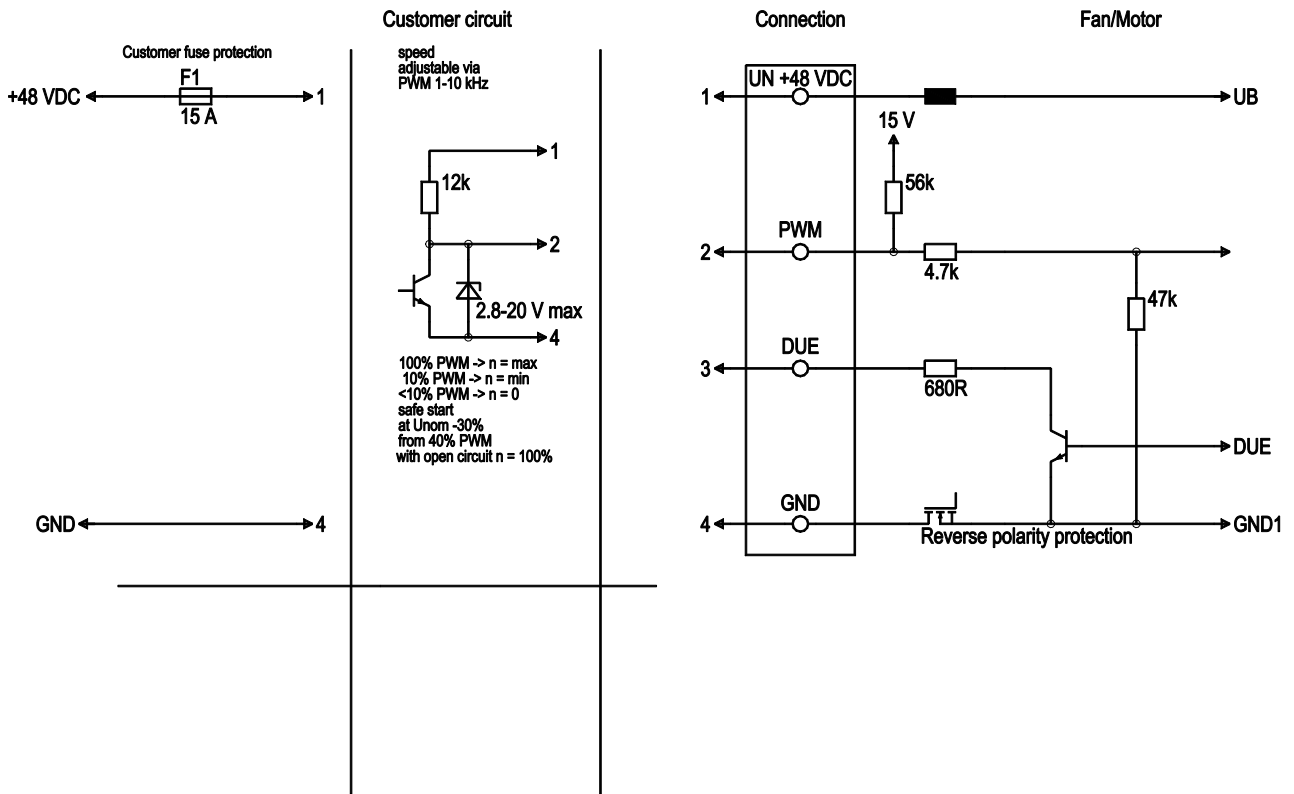 Customer circuit
Connection
Fan/Motor
Customer fuse protection
+48 VDC
F1
15 A
1
GND
4
speed
adjustable via
PWM 1-10 kHz
1
12k
2
2.8-20 V max
4
100% PWM -> n = max
10% PWM -> n = min
<10% PWM -> n = 0
safe start
at Unom -30%
from 40% PWM
with open circuit n = 100%
1
UN +48 VDC
UB
15 V
56k
2
PWM
4.7k
47k
3
DUE
680R
DUE
4
GND
GND1
Reverse polarity protection